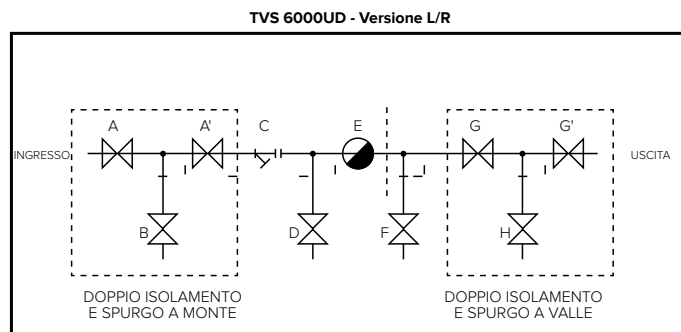 TVS 6000UD - Versione L/R
A A' C E G G'
INGRESSO USCITA
B D F H
DOPPIO ISOLAMENTO
E SPURGO A MONTE
DOPPIO ISOLAMENTO
E SPURGO A VALLE